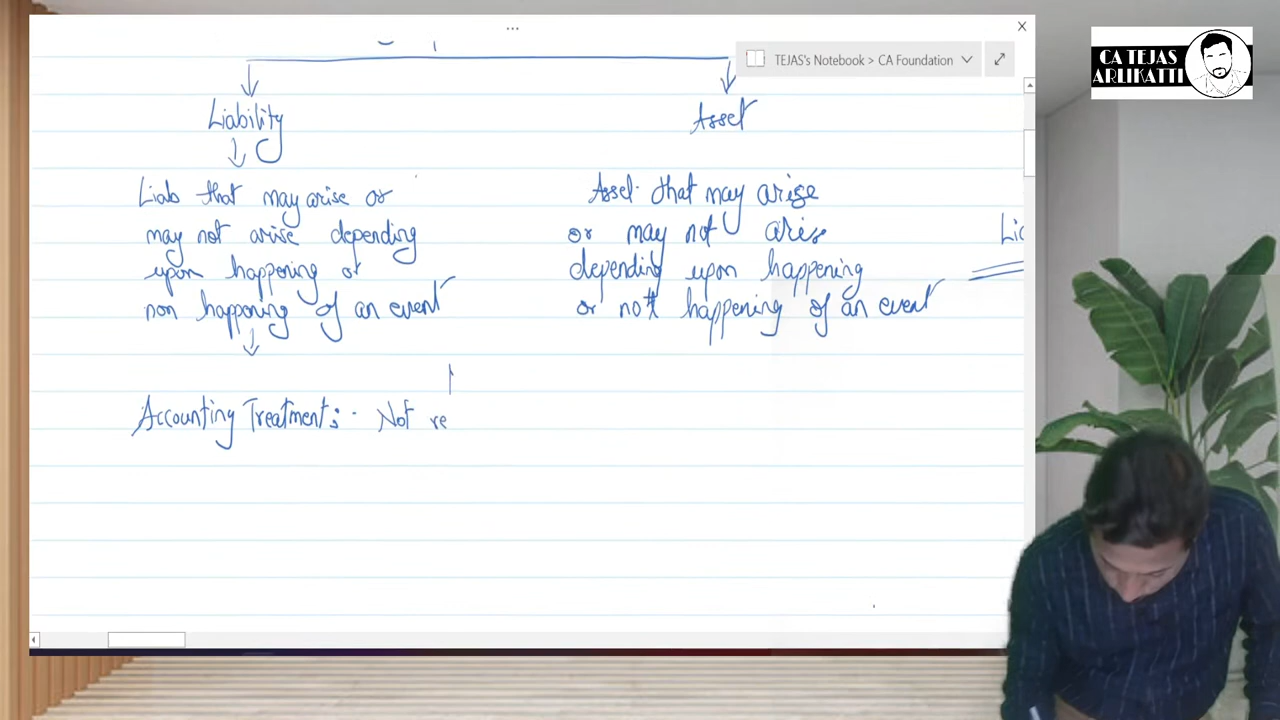 TEJAS's Notebook > CA Foundation
CA TEJAS
ARLIKATTI
Liability
Liab that may arise or
may not arise depending
upon happening or
non happening of an event
Accounting Treatment:- Not re
Asset
Asset that may arise
or may not arise
depending upon happening
or not happening of an event